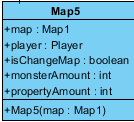 Map5
+map : Map1
+player : Player
+isChangeMap : boolean
+monsterAmount : int
+propertyAmount : int
+Map5(map : Map1)